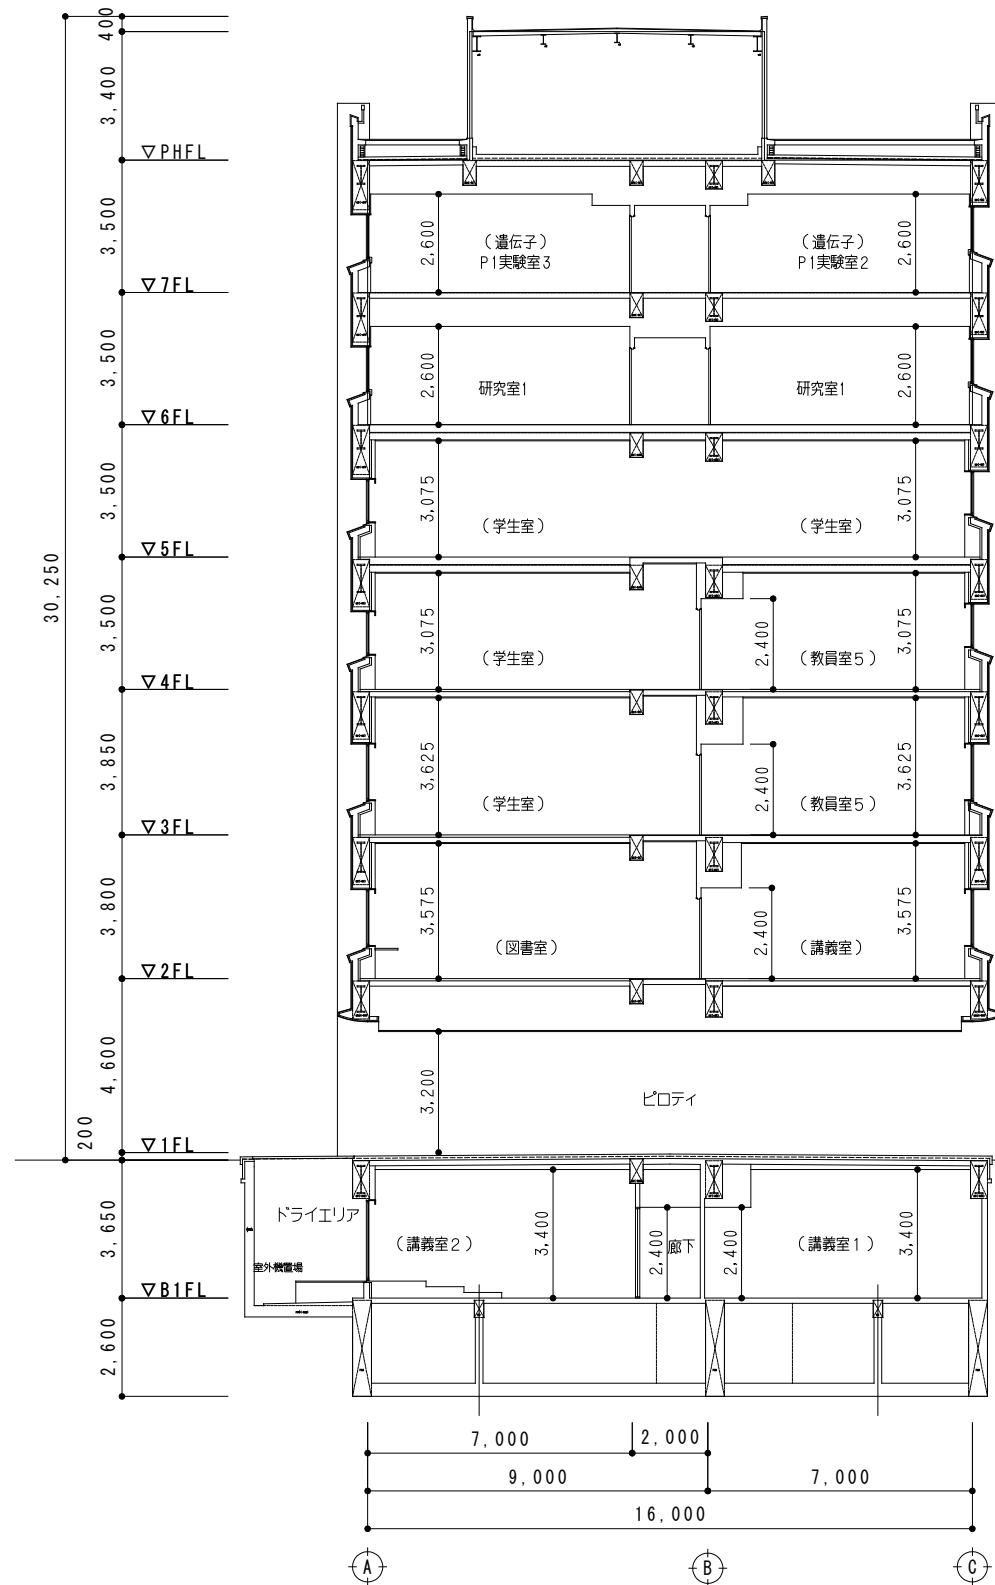 400
3,400
▽PHFL
3,500
2,600
(遺伝子)
P1実験室3
(遺伝子)
P1実験室2
2,600
▽7FL
3,500
2,600
研究室1
研究室1
2,600
▽6FL
3,500
3,075
(学生室)
(学生室)
3,075
▽5FL
30,250
3,500
3,075
(学生室)
2,400
(教員室5)
3,075
▽4FL
3,850
3,625
(学生室)
2,400
(教員室5)
3,625
▽3FL
3,800
3,575
(図書室)
2,400
(講義室)
3,575
▽2FL
4,600
3,200
ピロティ
200
▽1FL
3,650
ドライエリア
室外機置場
(講義室2)
3,400
2,400
廊下
2,400
(講義室1)
3,400
▽B1FL
2,600
7,000
2,000
9,000
7,000
16,000
A
B
C